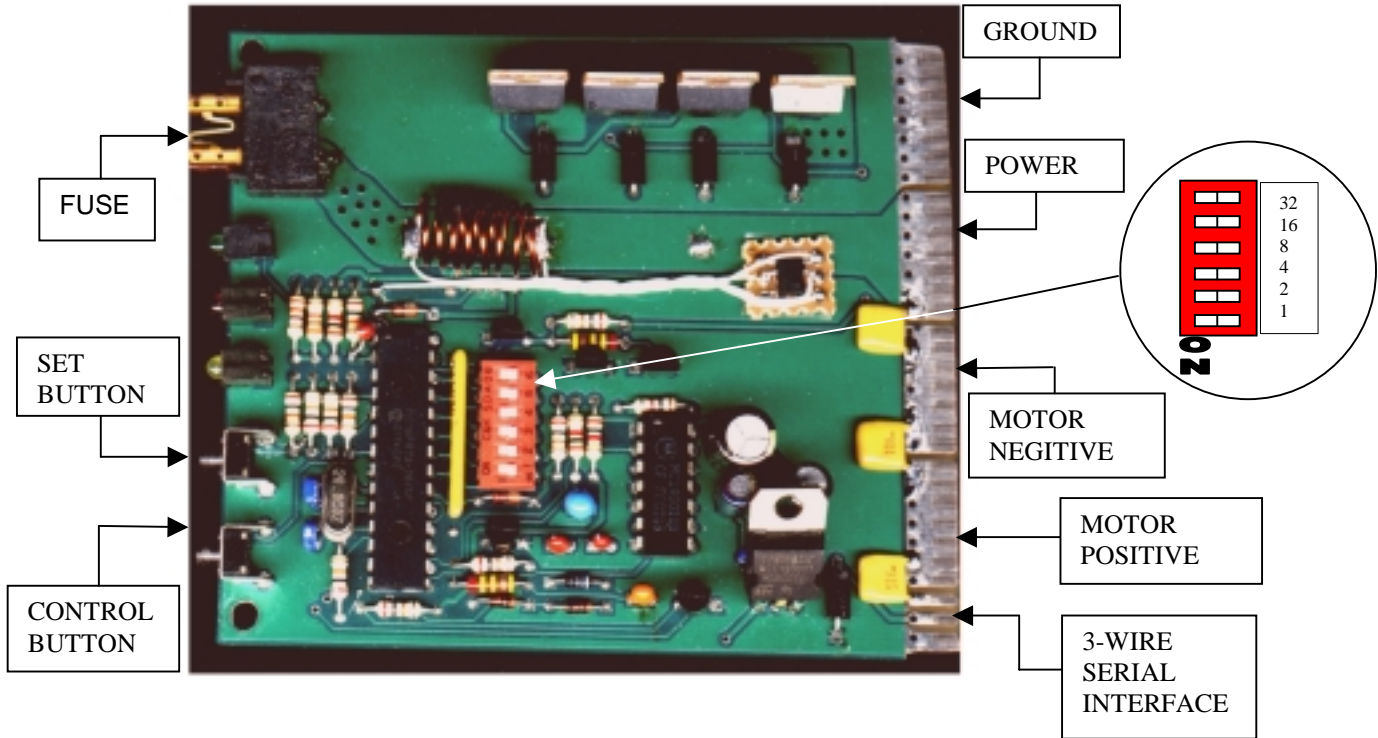 GROUND
POWER
FUSE
32
16
8
4
2
1
ON
SET
BUTTON
MOTOR
NEGITIVE
MOTOR
POSITIVE
CONTROL
BUTTON
3-WIRE
SERIAL
INTERFACE